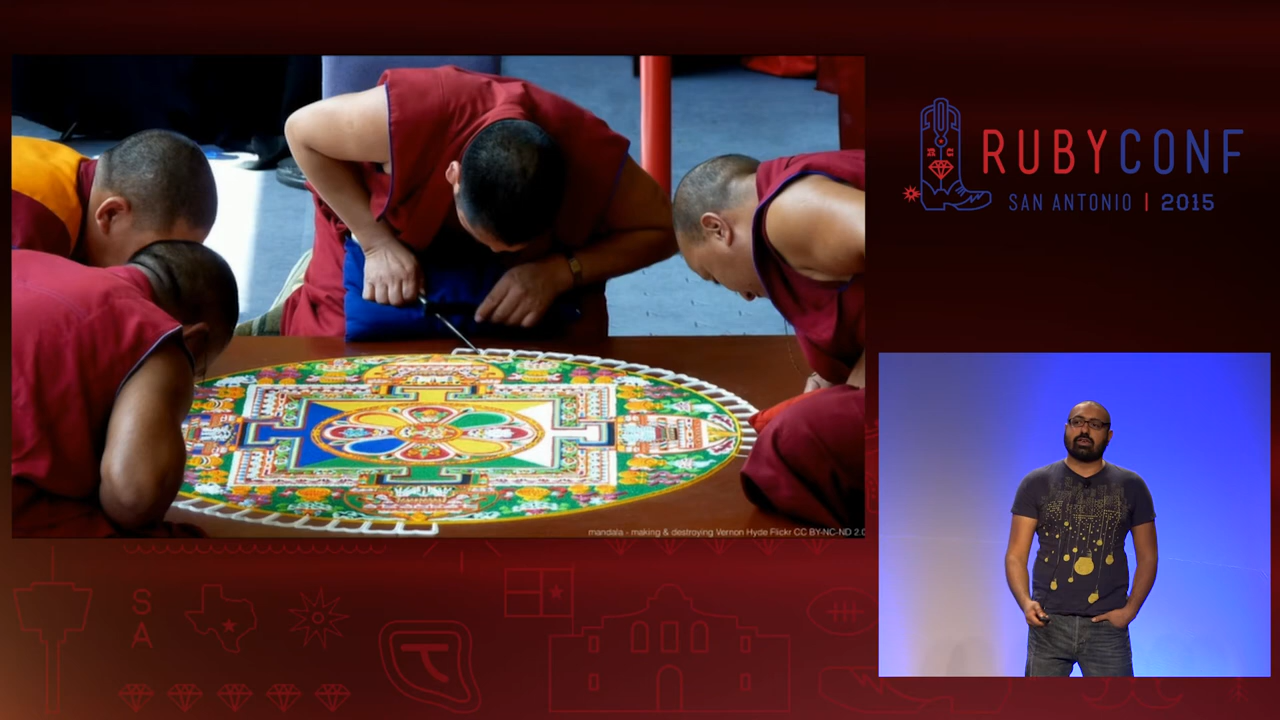 RUBYCONF
SAN ANTONIO | 2015
mandala - making & destroying Vernon Hyde Flickr CC BY-NC-ND 2.0
S
A